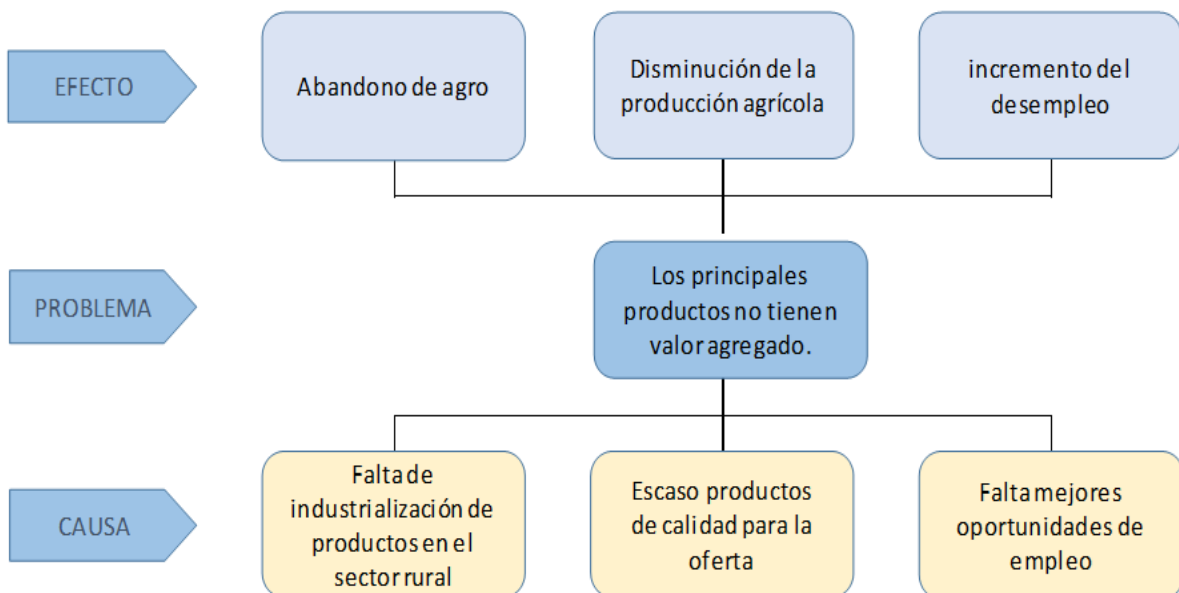 EFECTO
Abandono de agro
Disminución de la
producción agrícola
incremento del
desempleo
PROBLEMA
Los principales
productos no tienen
valor agregado.
CAUSA
Falta de
industrialización de
productos en el
sector rural
Escaso productos
de calidad para la
oferta
Falta mejores
oportunidades de
empleo